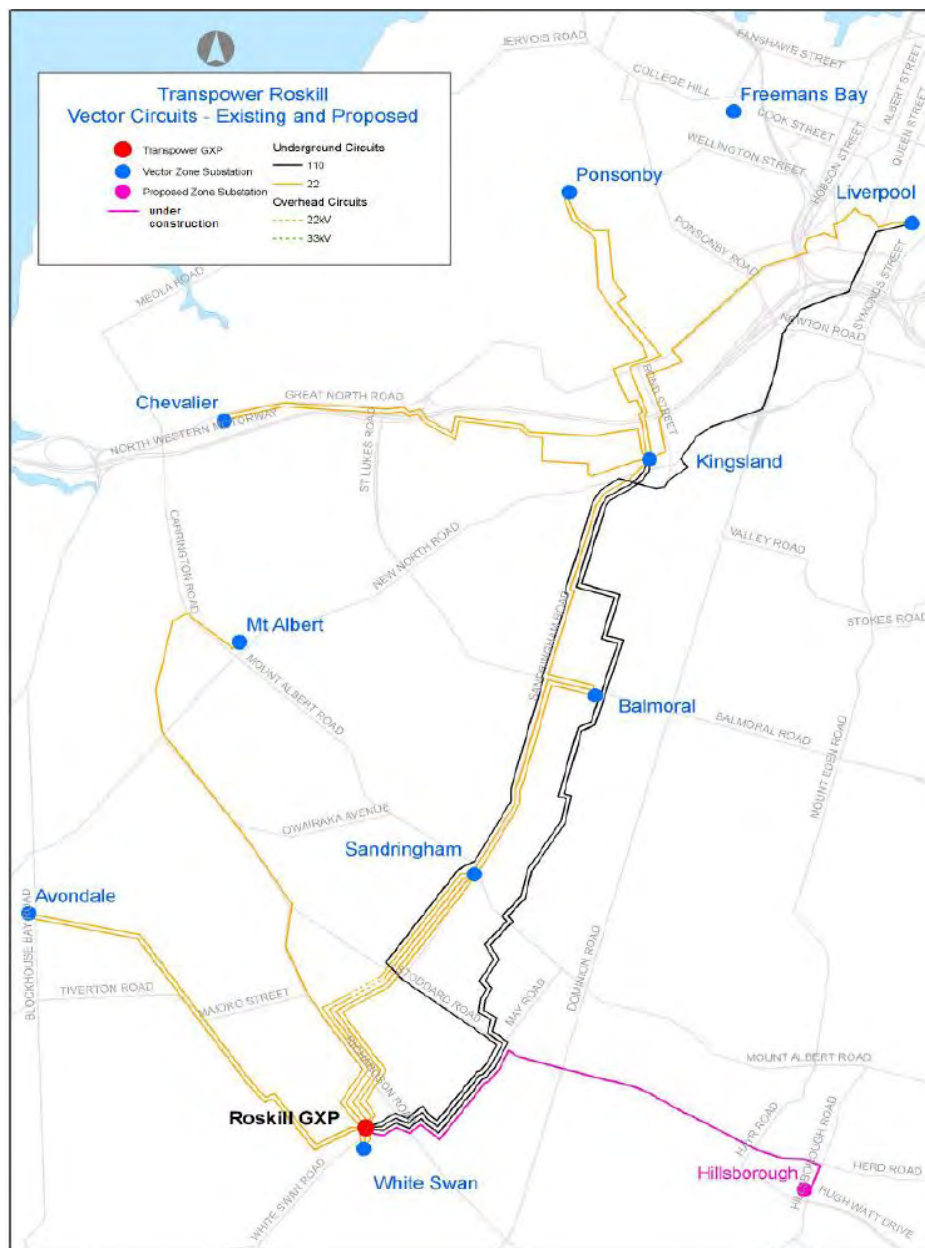 JERVOIS ROAD
FANSHAWE STREET
COLLEGE HILL
ALBERT STREET
Transpower Roskill
Vector Circuits - Existing and Proposed
Transpower GXP
Vector Zone Substation
Proposed Zone Substation
under
construction
Underground Circuits
110
22
Overhead Circuits
22kV
33kV
Freemans Bay
COOK STREET
QUEEN STREET
WELLINGTON STREET
HOBSON STREET
Ponsonby
Liverpool
PONSONBY ROAD
MEOLA ROAD
SYMONDS STREET
NEWTON ROAD
BOND STREET
GREAT NORTH ROAD
Chevalier
NORTH WESTERN MOTORWAY
ST LUKES ROAD
Kingsland
CARRINGTON ROAD
NEW NORTH ROAD
VALLEY ROAD
SANDRINGHAM ROAD
STOKES ROAD
Mt Albert
MOUNT ALBERT ROAD
Balmoral
BALMORAL ROAD
MOUNT EDEN ROAD
OWAIRAKA AVENUE
Sandringham
Avondale
BLOCKHOUSE BAY ROAD
TIVERTON ROAD
MAIORO STREET
STODDARD ROAD
MAY ROAD
DOMINION ROAD
RICHARDSON ROAD
MOUNT ALBERT ROAD
Roskill GXP
HAYR ROAD
HILLSBOROUGH ROAD
HERD ROAD
Hillsborough
White Swan
WHITE SWAN ROAD
HUGH WATT DRIVE